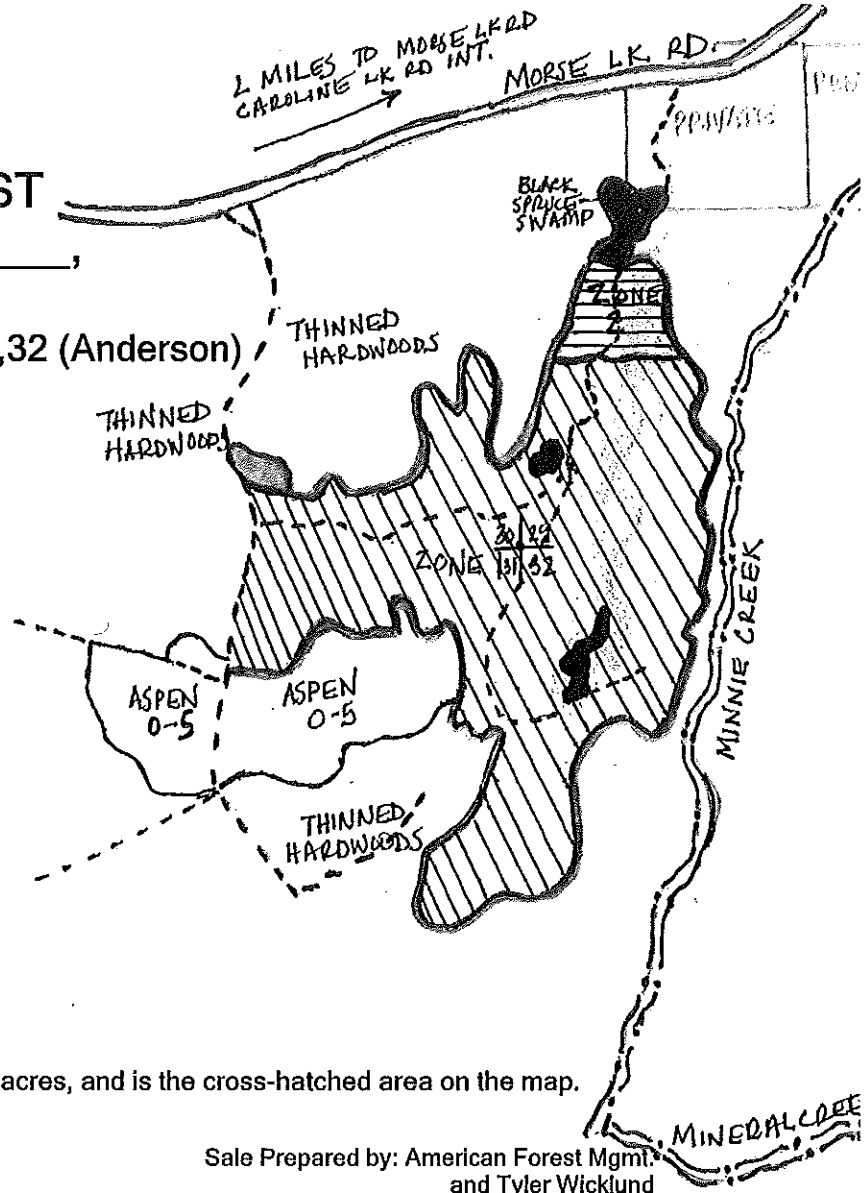 2 MILES TO MORSE LK RD
CAROLINE LK RD INT.
MORSE LK RD.
PRIVATE
ST
BLACK
SPRUCE
SWAMP
,
ZONE
2
THINNED
HARDWOODS
,32 (Anderson)
THINNED
HARDWOODS
ZONE
30 29
31 32
MINNIE CREEK
ASPEN
0-5
ASPEN
0-5
THINNED
HARDWOODS
acres, and is the cross-hatched area on the map.
MINERAL CREE
Sale Prepared by: American Forest Mgmt.
and Tyler Wicklund